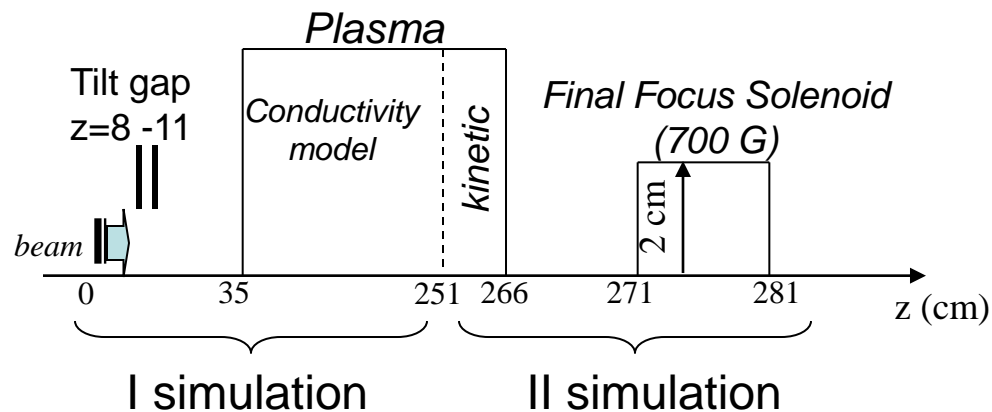 Plasma
Tilt gap
z=8 -11
Conductivity
model
kinetic
Final Focus Solenoid
(700 G)
2 cm
beam
0
35
251
266
271
281
z (cm)
I simulation
II simulation